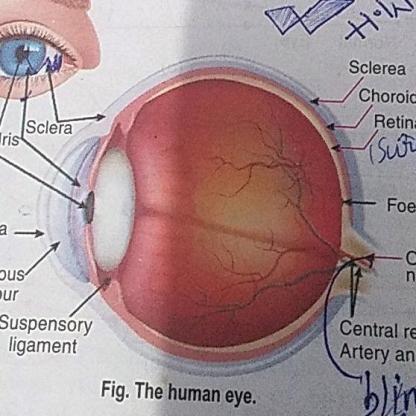 Sclerea
Choroid
Retina
Sclera
Iris
Foe
a
ous
our
Suspensory
ligament
Central re
Artery an
Fig. The human eye.
blin